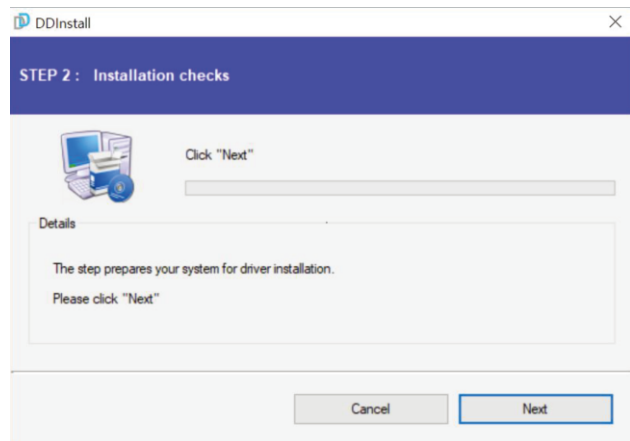 DDInstall
STEP 2 : Installation checks
Click "Next"
Details
The step prepares your system for driver installation.
Please click "Next"
Cancel
Next